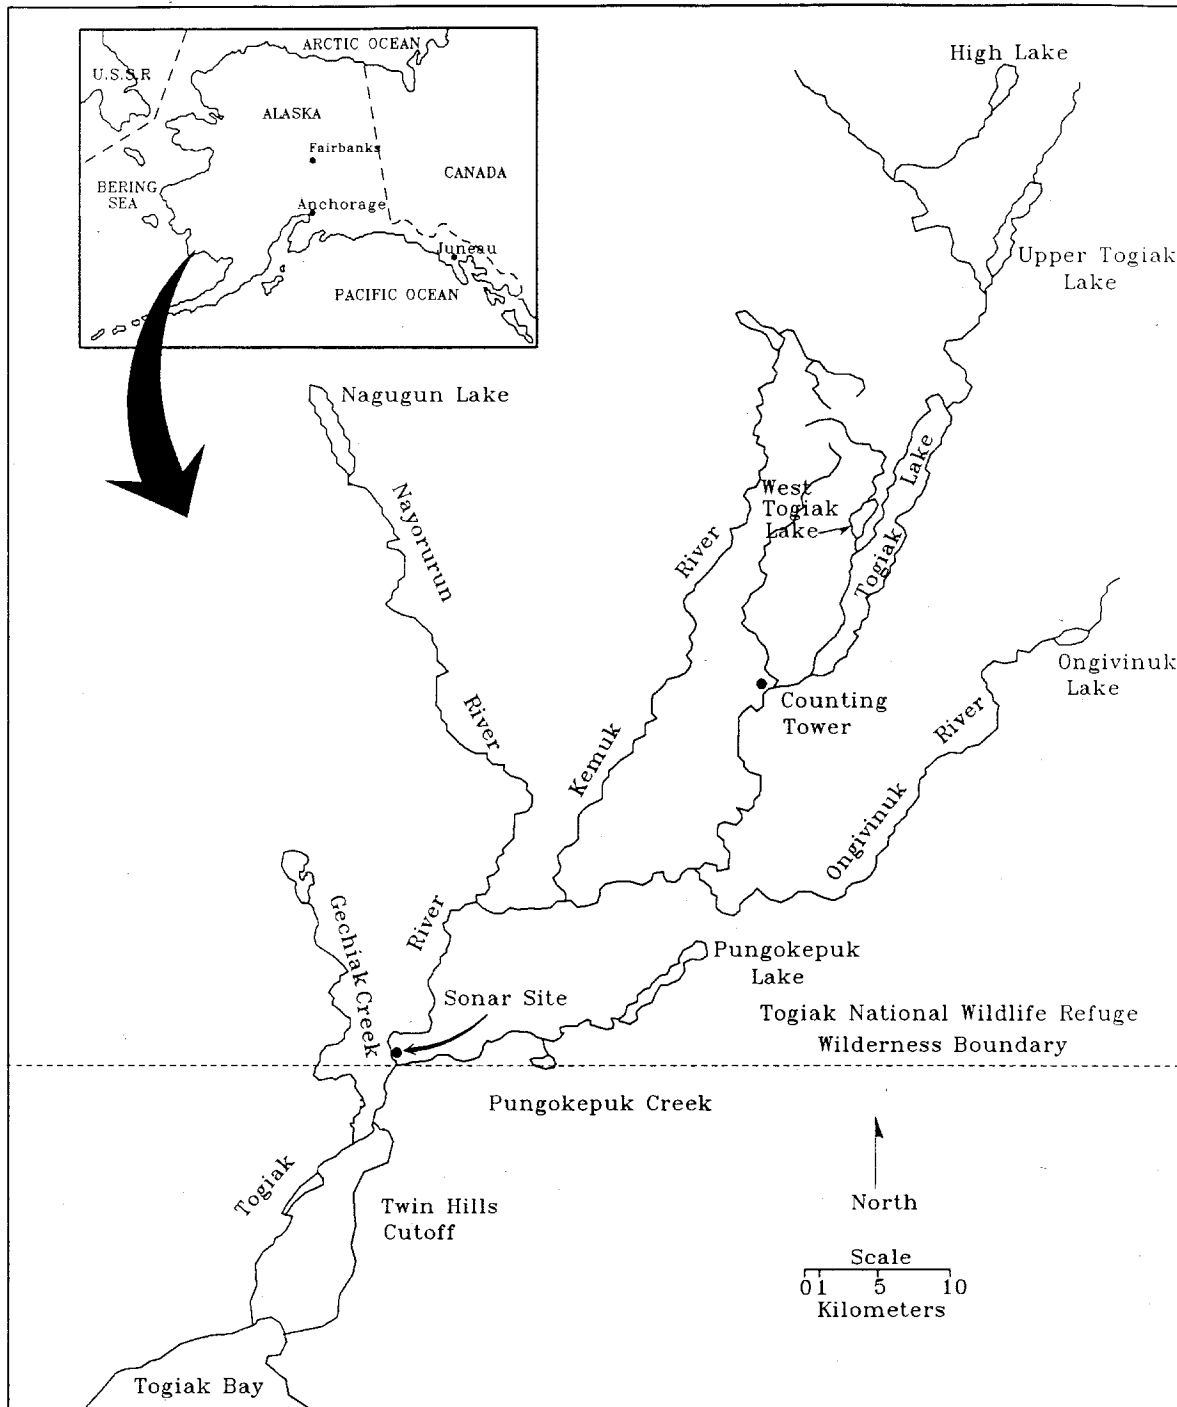 ARCTIC OCEAN
U.S.S.R
ALASKA
Fairbanks
CANADA
BERING
SEA
Anchorage
Juneau
PACIFIC OCEAN
High Lake
Upper Togiak
Lake
Nagugun Lake
Nayorurun
River
West
Togiak
Lake
Togiak
Lake
Kemuk
River
Ongivinuk
Lake
Counting
Tower
Ongivinuk
River
Gechiak Creek
River
Sonar Site
Pungokepuk
Lake
Togiak National Wildlife Refuge
Wilderness Boundary
Pungokepuk Creek
Togiak
Twin Hills
Cutoff
North
Scale
0 1 5 10
Kilometers
Togiak Bay